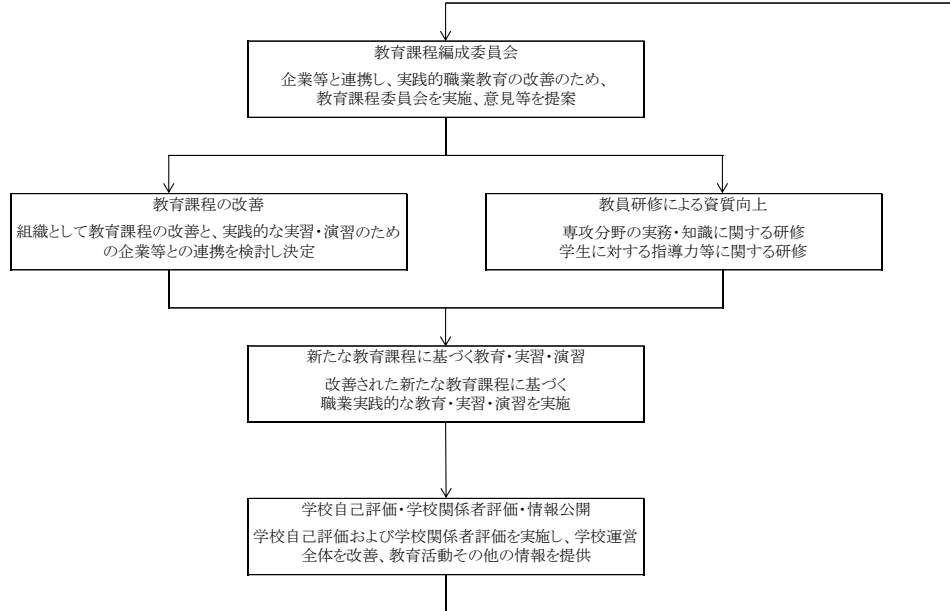 教育課程編成委員会
企業等と連携し、実践的職業教育の改善のため、
教育課程委員会を実施、意見等を提案
教育課程の改善
組織として教育課程の改善と、実践的な実習・演習のため
の企業等との連携を検討し決定
教員研修による資質向上
専攻分野の実務・知識に関する研修
学生に対する指導力等に関する研修
新たな教育課程に基づく教育・実習・演習
改善された新たな教育課程に基づく
職業実践的な教育・実習・演習を実施
学校自己評価・学校関係者評価・情報公開
学校自己評価および学校関係者評価を実施し、学校運営
全体を改善、教育活動その他の情報を提供